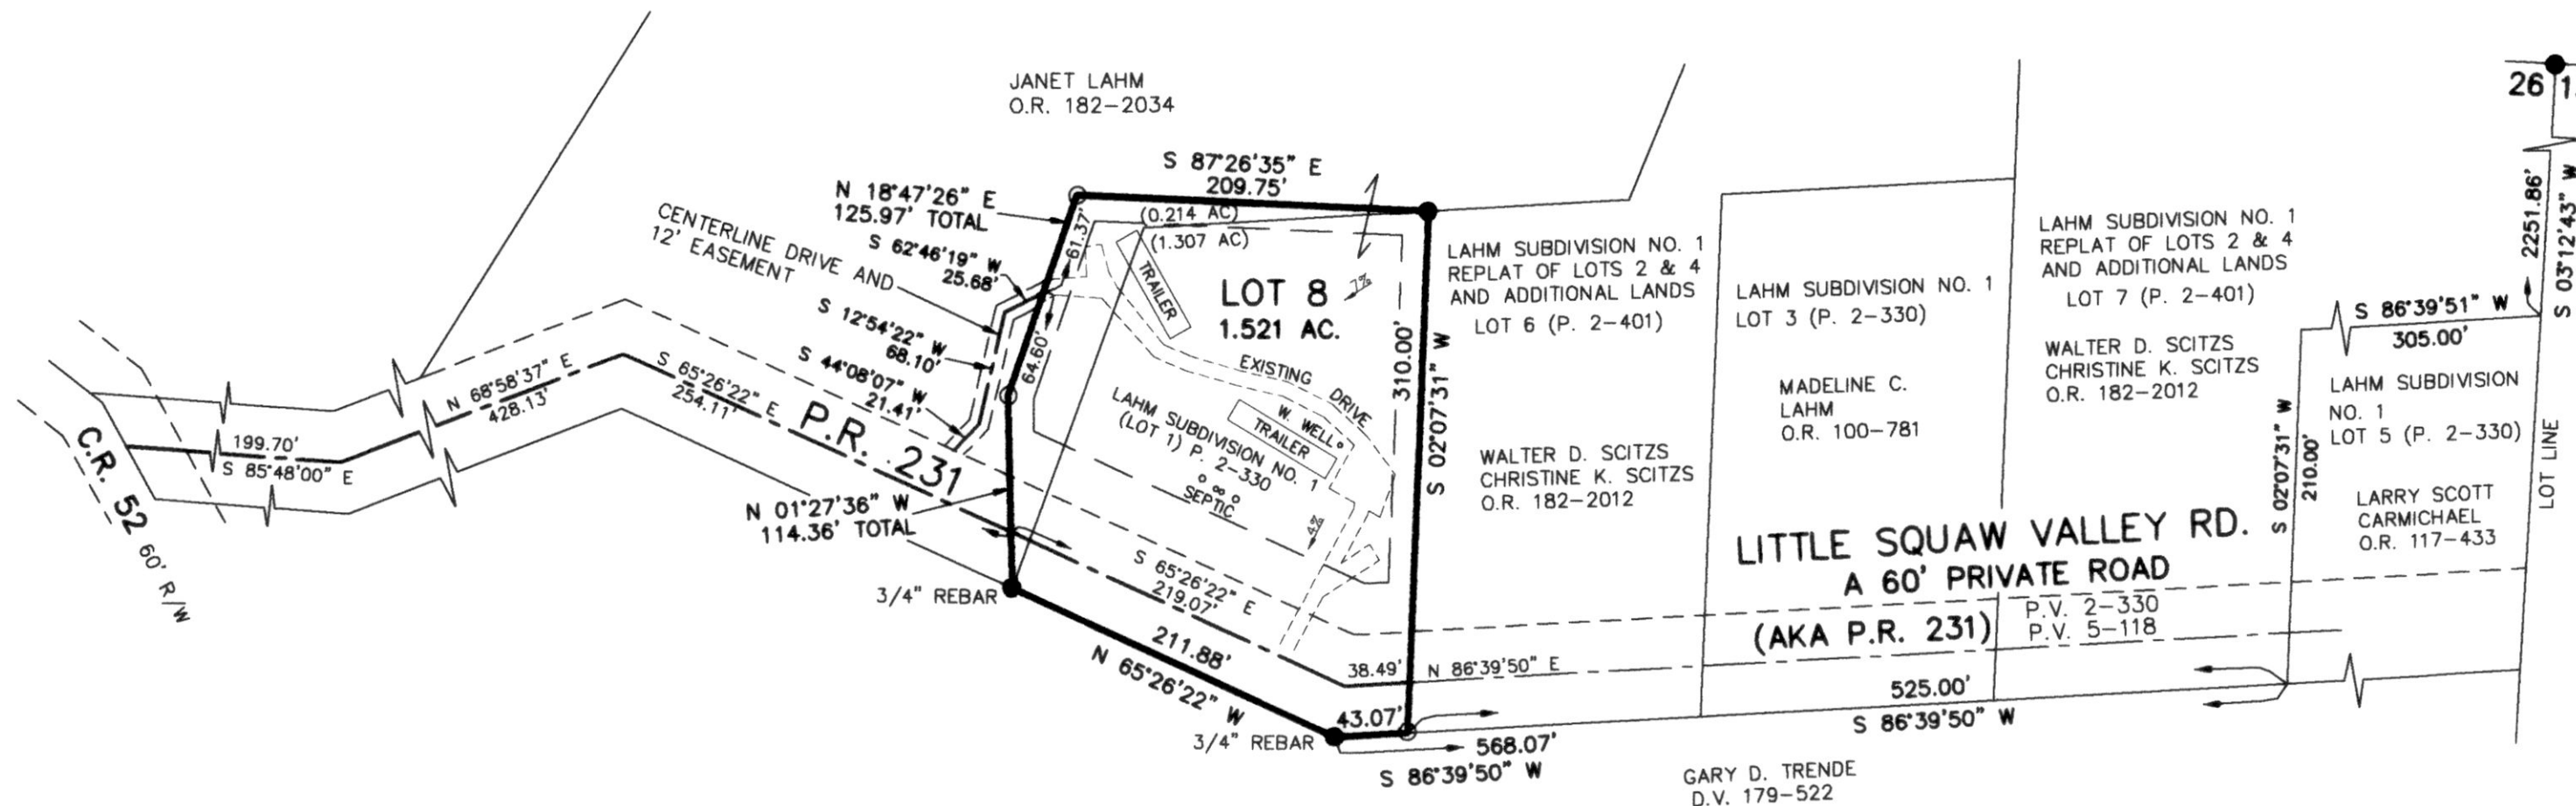 JANET LAHM
O.R. 182-2034
S 87°26'35" E
209.75'
(0.214 AC)
(1.307 AC)
N 18°47'26" E
125.97' TOTAL
61.37'
64.60'
CENTERLINE DRIVE AND
12' EASEMENT
S 62°46'19" W
25.68'
S 12°54'22" W
68.10'
S 44°08'07" W
21.41'
TRAILER
LOT 8
1.521 AC.
7%
EXISTING DRIVE
W. WELL
TRAILER
LAHM SUBDIVISION NO. 1
(LOT 1) P. 2-330
SEPTIC
4%
310.00'
S 02°07'31" W
LAHM SUBDIVISION NO. 1
REPLAT OF LOTS 2 & 4
AND ADDITIONAL LANDS
LOT 6 (P. 2-401)
WALTER D. SCITZS
CHRISTINE K. SCITZS
O.R. 182-2012
LAHM SUBDIVISION NO. 1
LOT 3 (P. 2-330)
MADELINE C.
LAHM
O.R. 100-781
LAHM SUBDIVISION NO. 1
REPLAT OF LOTS 2 & 4
AND ADDITIONAL LANDS
LOT 7 (P. 2-401)
WALTER D. SCITZS
CHRISTINE K. SCITZS
O.R. 182-2012
26
2251.86'
S 03°12'43" W
S 86°39'51" W
305.00'
LAHM SUBDIVISION
NO. 1
LOT 5 (P. 2-330)
LARRY SCOTT
CARMICHAEL
O.R. 117-433
S 02°07'31" W
210.00'
LOT LINE
C.R. 52
60' R/W
199.70'
S 85°48'00" E
N 68°58'37" E
428.13'
S 65°26'22" E
254.11'
P.R. 231
N 01°27'36" W
114.36' TOTAL
3/4" REBAR
S 65°26'22" E
219.07'
211.88'
N 65°26'22" W
38.49'
N 86°39'50" E
43.07'
3/4" REBAR
568.07'
S 86°39'50" W
LITTLE SQUAW VALLEY RD.
A 60' PRIVATE ROAD
(AKA P.R. 231)
P.V. 2-330
P.V. 5-118
525.00'
S 86°39'50" W
GARY D. TRENDE
D.V. 179-522